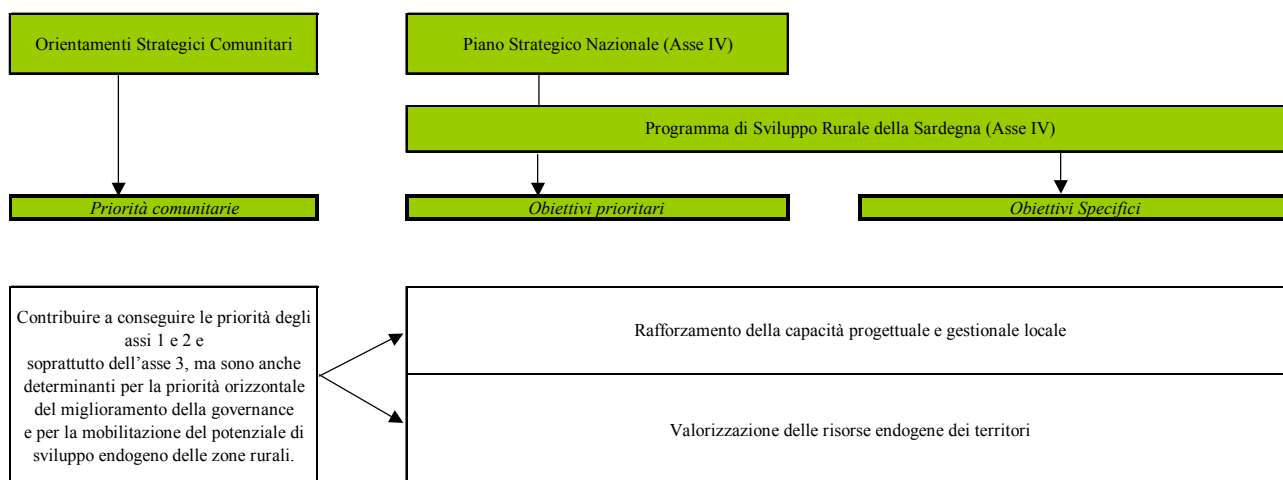 Orientamenti Strategici Comunitari
Piano Strategico Nazionale (Asse IV)
Programma di Sviluppo Rurale della Sardegna (Asse IV)
Priorità comunitarie
Obiettivi prioritari
Obiettivi Specifici
Contribuire a conseguire le priorità degli
assi 1 e 2 e
soprattutto dell’asse 3, ma sono anche
determinanti per la priorità orizzontale
del miglioramento della governance
e per la mobilitazione del potenziale di
sviluppo endogeno delle zone rurali.
Rafforzamento della capacità progettuale e gestionale locale
Valorizzazione delle risorse endogene dei territori